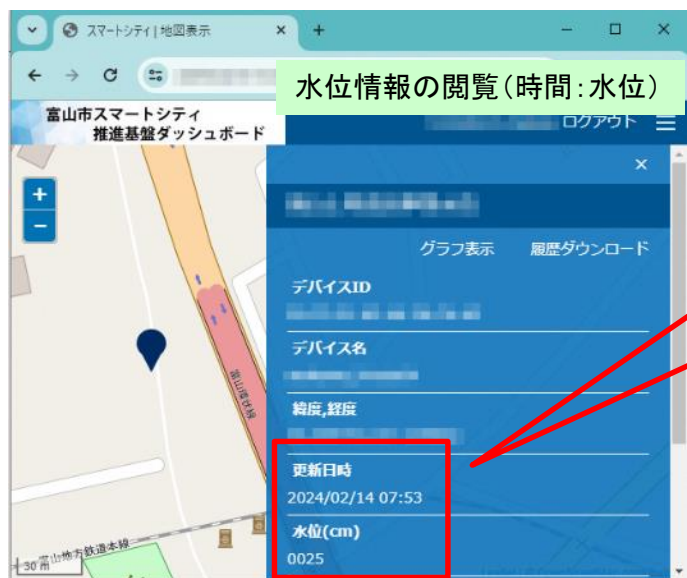 スマートシティ | 地図表示
水位情報の閲覧（時間：水位）
富山市スマートシティ
推進基盤ダッシュボード
ログアウト
+
−
グラフ表示 履歴ダウンロード
デバイスID
デバイス名
緯度,経度
更新日時
2024/02/14 07:53
水位(cm)
0025
富山環状線
富山地方鉄道本線
30 m